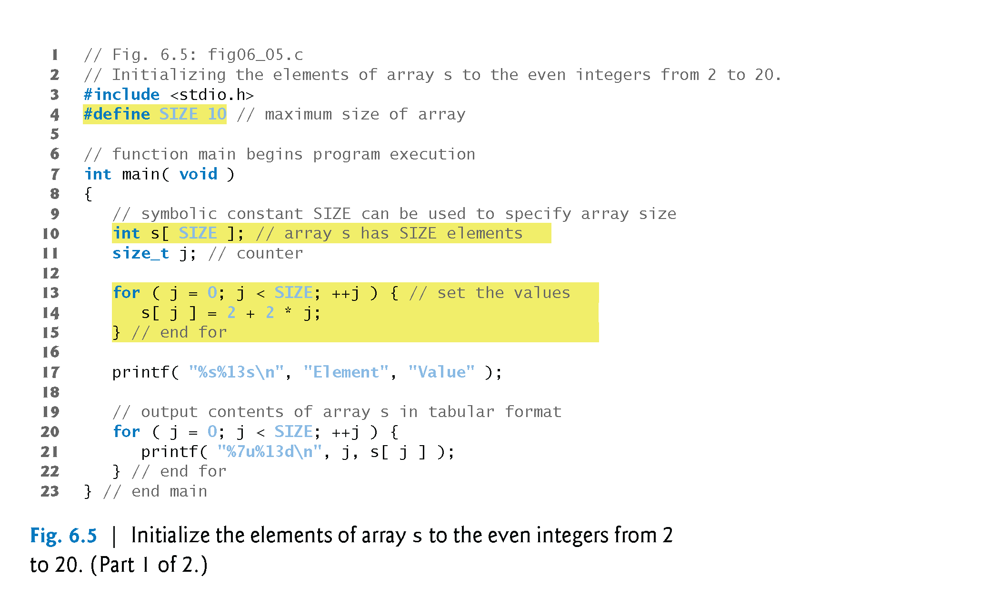 1 // Fig. 6.5: fig06_05.c
2 // Initializing the elements of array s to the even integers from 2 to 20.
3 #include <stdio.h>
4 #define SIZE 10 // maximum size of array
5
6 // function main begins program execution
7 int main( void )
8 {
9    // symbolic constant SIZE can be used to specify array size
10    int s[ SIZE ]; // array s has SIZE elements
11    size_t j; // counter
12
13    for ( j = 0; j < SIZE; ++j ) { // set the values
14       s[ j ] = 2 + 2 * j;
15    } // end for
16
17    printf( "%s%13s\n", "Element", "Value" );
18
19    // output contents of array s in tabular format
20    for ( j = 0; j < SIZE; ++j ) {
21       printf( "%7u%13d\n", j, s[ j ] );
22    } // end for
23 } // end main
Fig. 6.5 | Initialize the elements of array s to the even integers from 2
to 20. (Part 1 of 2.)